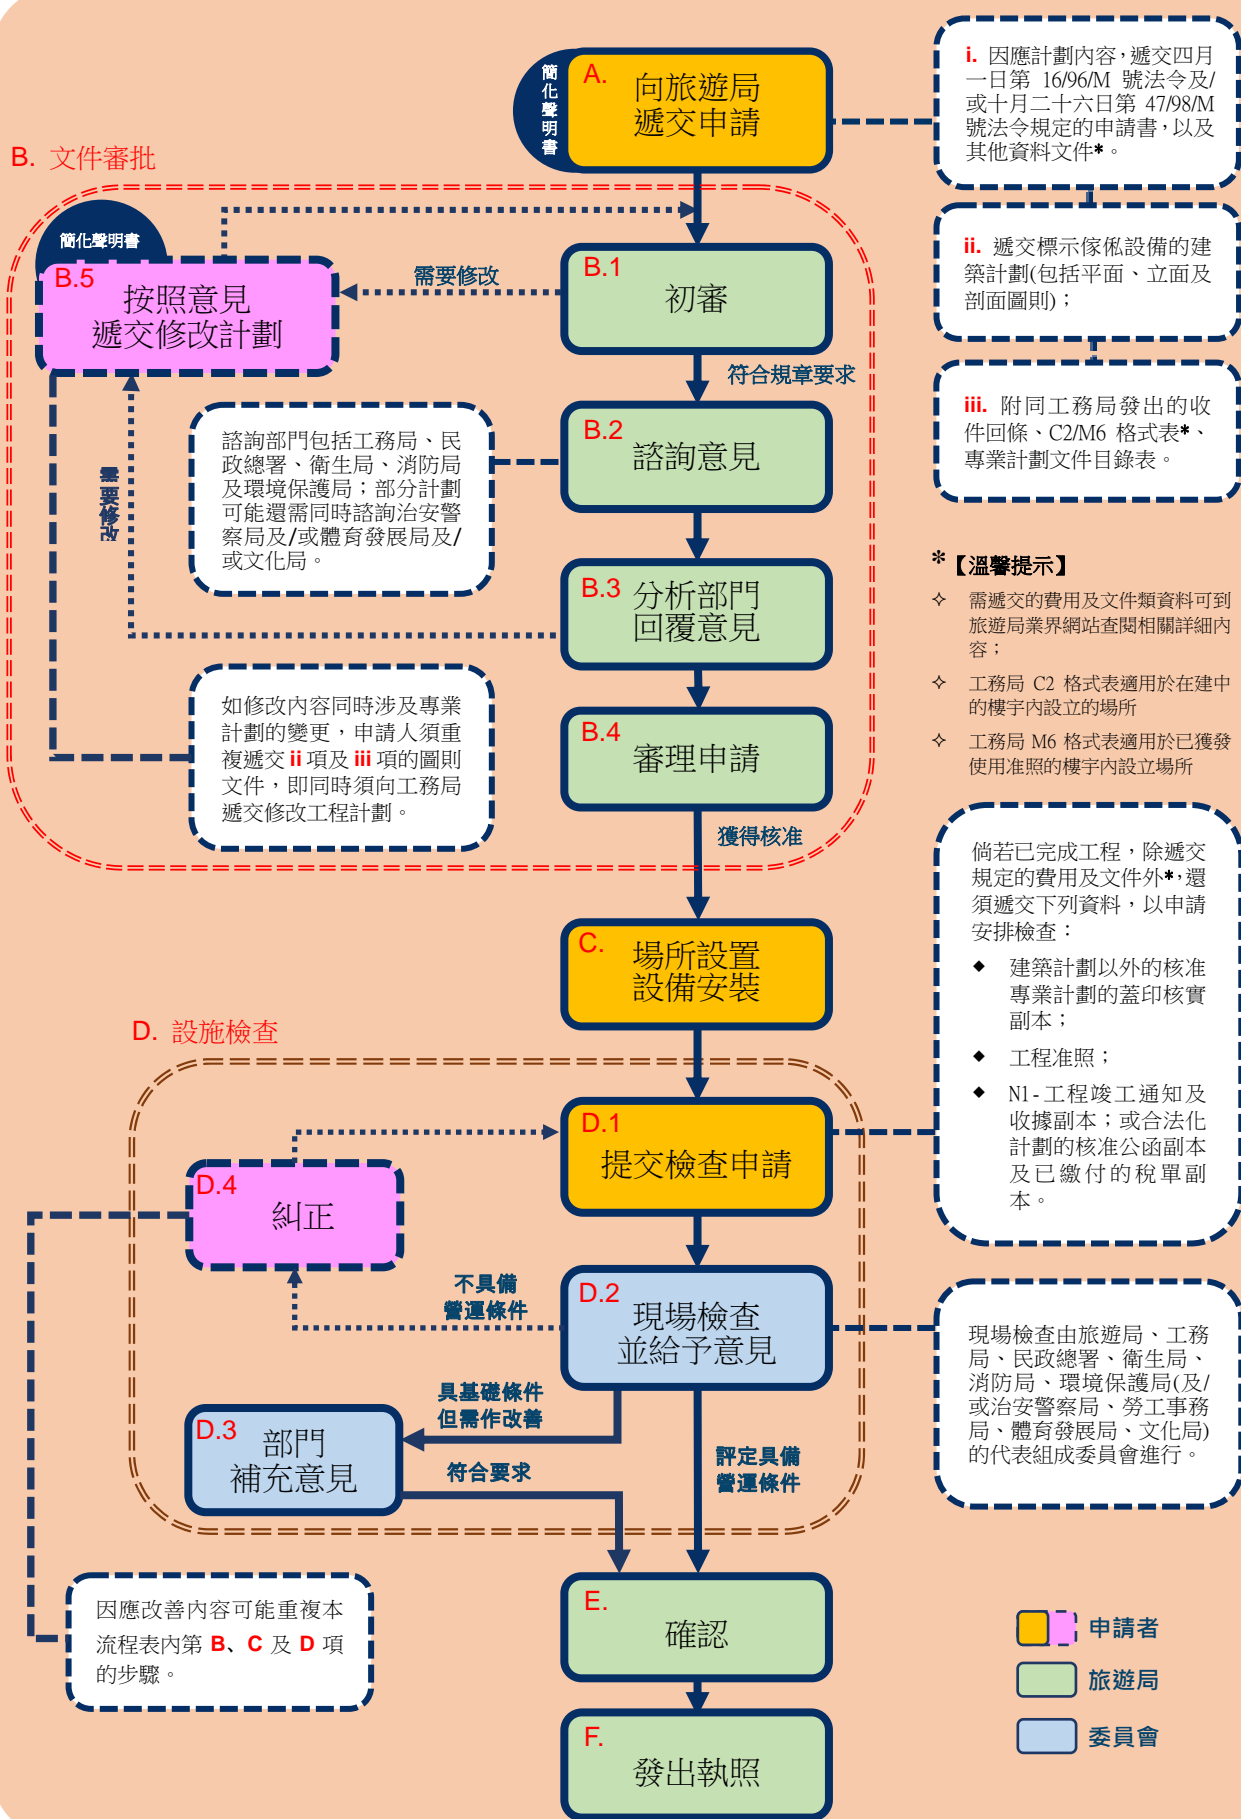 簡化聲明書
A.
向旅遊局
遞交申請
i. 因應計劃內容，遞交四月
一日第 16/96/M 號法令及/
或十月二十六日第 47/98/M
號法令規定的申請書，以及
其他資料文件*。
B. 文件審批
簡化聲明書
B.5
按照意見
遞交修改計劃
需要修改
B.1
初審
ii. 遞交標示傢俬設備的建
築計劃(包括平面、立面及
剖面圖則)；
符合規章要求
iii. 附同工務局發出的收
件回條、C2/M6 格式表*、
專業計劃文件目錄表。
需要修改
諮詢部門包括工務局、民
政總署、衛生局、消防局
及環境保護局；部分計劃
可能還需同時諮詢治安警
察局及/或體育發展局及/
或文化局。
B.2
諮詢意見
B.3
分析部門
回覆意見
*【溫馨提示】
✧ 需遞交的費用及文件類資料可到
旅遊局業界網站查閱相關詳細內
容；
✧ 工務局 C2 格式表適用於在建中
的樓宇內設立的場所
✧ 工務局 M6 格式表適用於已獲發
使用准照的樓宇內設立場所
如修改內容同時涉及專業
計劃的變更，申請人須重
複遞交 ii 項及 iii 項的圖則
文件，即同時須向工務局
遞交修改工程計劃。
B.4
審理申請
獲得核准
倘若已完成工程，除遞交
規定的費用及文件外*，還
須遞交下列資料，以申請
安排檢查：
◆ 建築計劃以外的核准
專業計劃的蓋印核實
副本；
◆ 工程准照；
◆ N1-工程竣工通知及
收據副本；或合法化
計劃的核准公函副本
及已繳付的稅單副
本。
C.
場所設置
設備安裝
D. 設施檢查
D.1
提交檢查申請
D.4
糾正
不具備
營運條件
D.2
現場檢查
並給予意見
現場檢查由旅遊局、工務
局、民政總署、衛生局、
消防局、環境保護局(及/
或治安警察局、勞工事務
局、體育發展局、文化局)
的代表組成委員會進行。
具基礎條件
但需作改善
D.3
部門
補充意見
符合要求
評定具備
營運條件
因應改善內容可能重複本
流程表內第 B、C 及 D 項
的步驟。
E.
確認
F.
發出執照
申請者
旅遊局
委員會